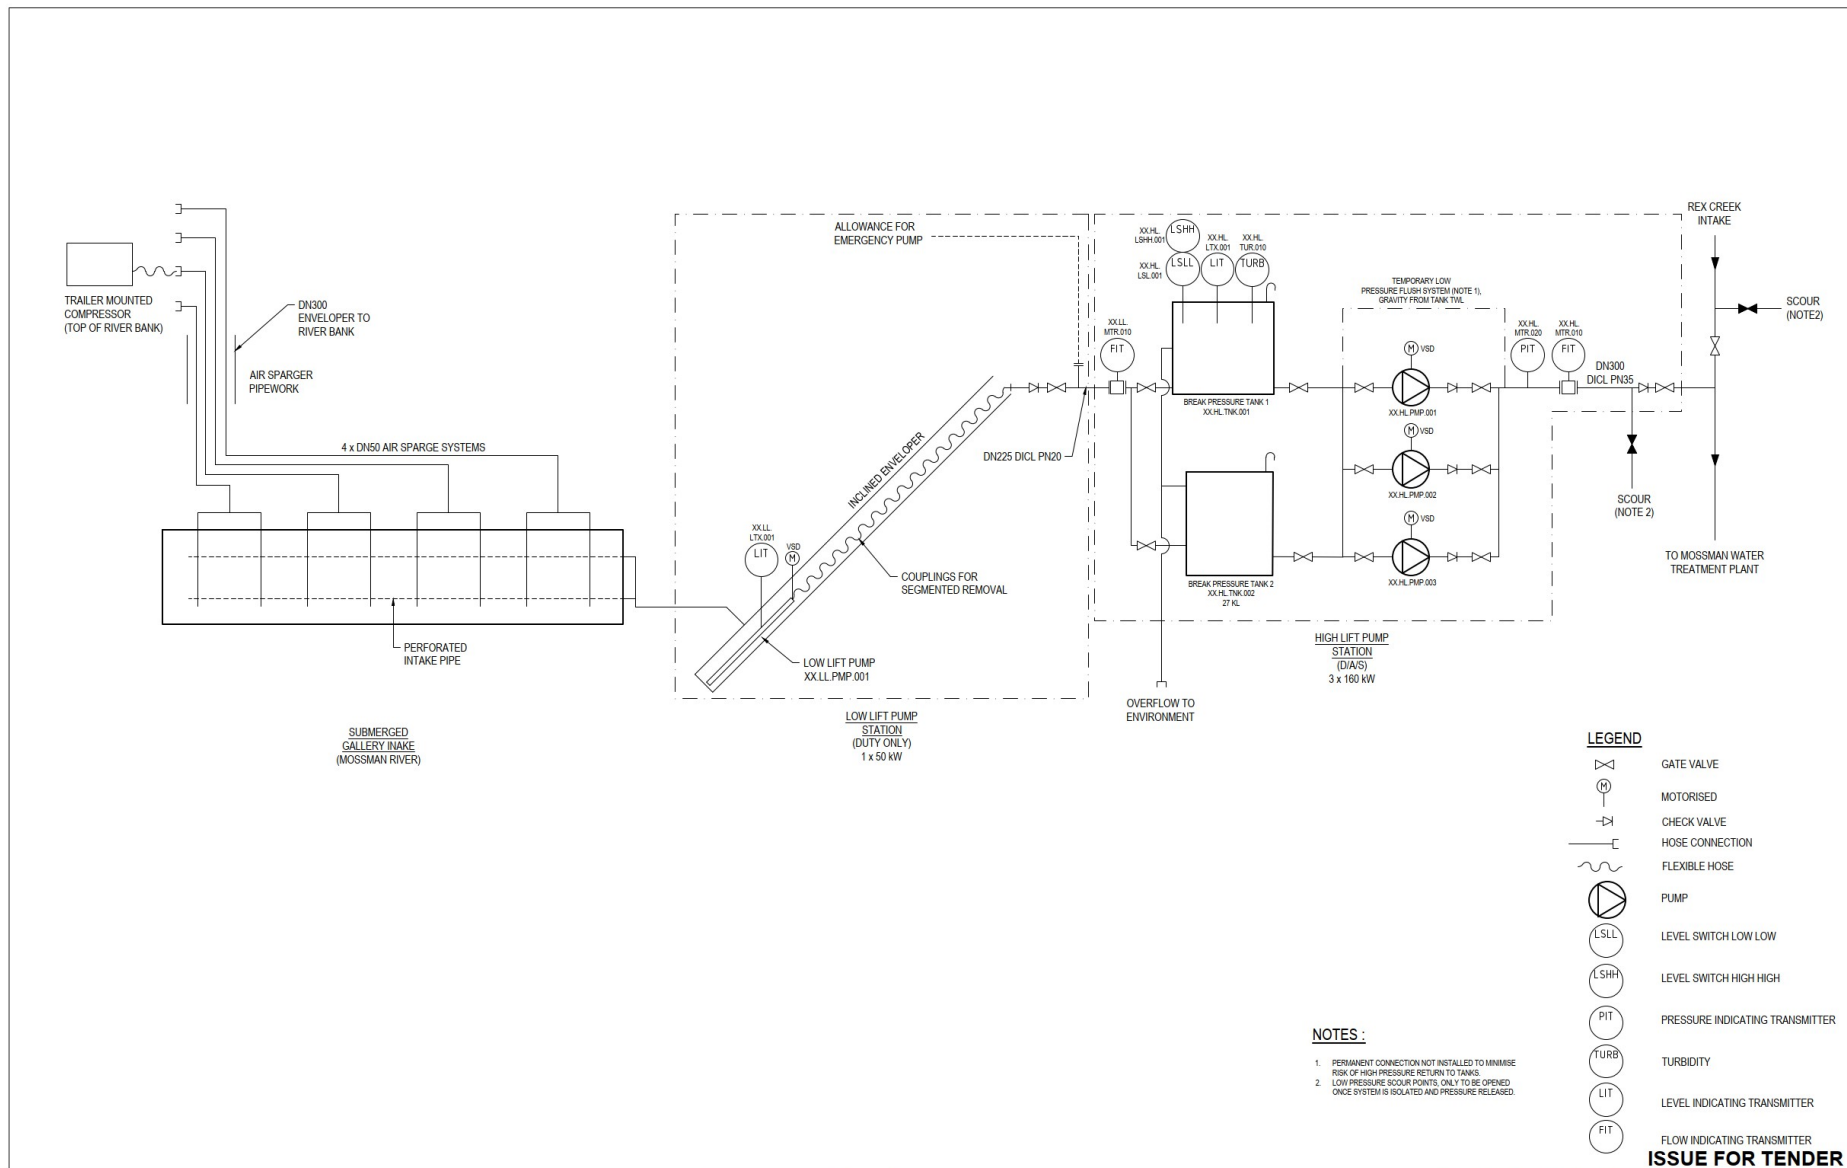 REX CREEK
INTAKE
SCOUR
(NOTE2)
ALLOWANCE FOR
EMERGENCY PUMP
XX.HL.
LSHH.001
LSHH
XX.HL.
LSL.001
LSLL
XX.HL.
LTX.001
LIT
XX.HL.
TUR.010
TURB
TEMPORARY LOW
PRESSURE FLUSH SYSTEM (NOTE 1),
GRAVITY FROM TANK TWL
TRAILER MOUNTED
COMPRESSOR
(TOP OF RIVER BANK)
DN300
ENVELOPER TO
RIVER BANK
AIR SPARGER
PIPEWORK
XX.LL.
MTR.010
FIT
M VSD
XX.HL.PMP.001
XX.HL.
MTR.020
PIT
XX.HL.
MTR.010
FIT
DN300
DICL PN35
BREAK PRESSURE TANK 1
XX.HL.TNK.001
M VSD
XX.HL.PMP.002
4 x DN50 AIR SPARGE SYSTEMS
INCLINED ENVELOPER
DN225 DICL PN20
SCOUR
(NOTE 2)
M VSD
XX.HL.PMP.003
XX.LL.
LTX.001
LIT
VSD
M
COUPLINGS FOR
SEGMENTED REMOVAL
BREAK PRESSURE TANK 2
XX.HL.TNK.002
27 KL
TO MOSSMAN WATER
TREATMENT PLANT
PERFORATED
INTAKE PIPE
LOW LIFT PUMP
XX.LL.PMP.001
HIGH LIFT PUMP
STATION
(D/A/S)
3 x 160 kW
OVERFLOW TO
ENVIRONMENT
SUBMERGED
GALLERY INAKE
(MOSSMAN RIVER)
LOW LIFT PUMP
STATION
(DUTY ONLY)
1 x 50 kW
LEGEND
GATE VALVE
M MOTORISED
CHECK VALVE
HOSE CONNECTION
FLEXIBLE HOSE
PUMP
LSLL LEVEL SWITCH LOW LOW
LSHH LEVEL SWITCH HIGH HIGH
PIT PRESSURE INDICATING TRANSMITTER
TURB TURBIDITY
LIT LEVEL INDICATING TRANSMITTER
FIT FLOW INDICATING TRANSMITTER
NOTES :
1. PERMANENT CONNECTION NOT INSTALLED TO MINIMISE
RISK OF HIGH PRESSURE RETURN TO TANKS.
2. LOW PRESSURE SCOUR POINTS, ONLY TO BE OPENED
ONCE SYSTEM IS ISOLATED AND PRESSURE RELEASED.
ISSUE FOR TENDER